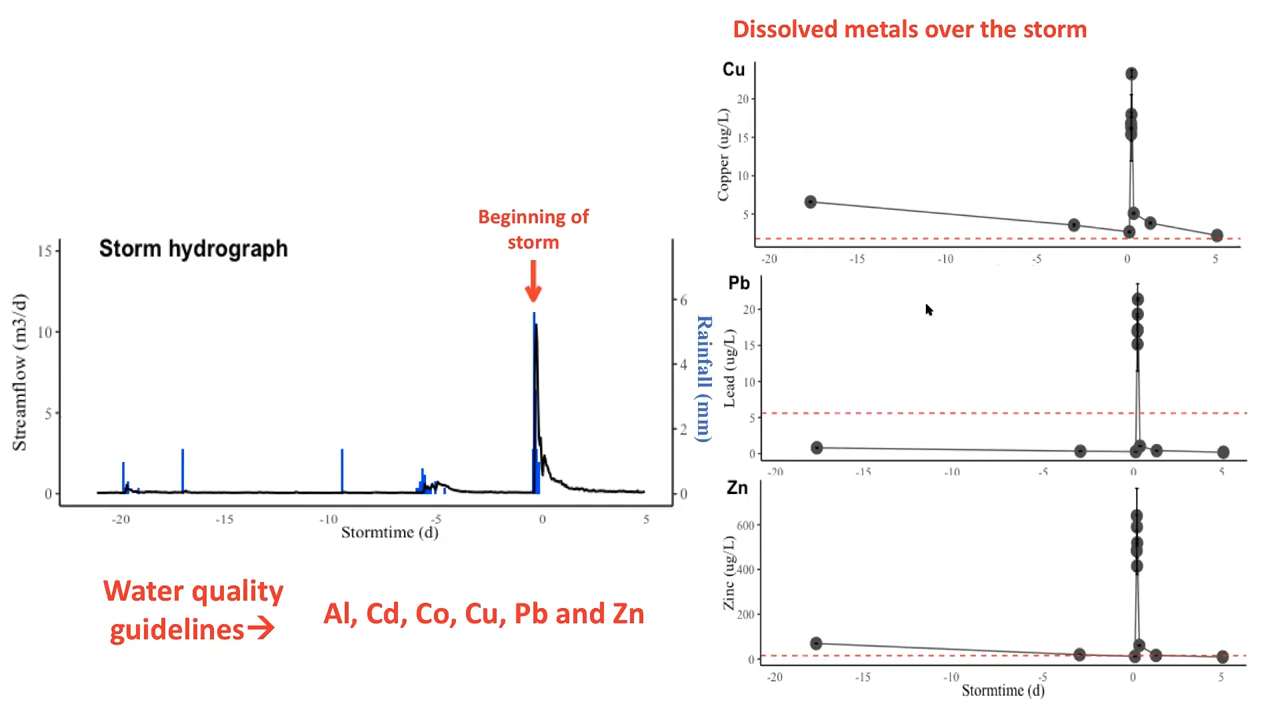 Dissolved metals over the storm
Storm hydrograph
Beginning of
storm
Streamflow (m3/d)
15
10
5
0
6
4
2
0
Rainfall (mm)
-20
-15
-10
-5
0
5
Stormtime (d)
Water quality
guidelines→
Al, Cd, Co, Cu, Pb and Zn
Cu
Copper (ug/L)
20
15
10
5
-20
-15
-10
-5
0
5
Pb
Lead (ug/L)
20
15
10
5
0
-20
-15
-10
-5
0
5
Zn
Zinc (ug/L)
600
400
200
0
-20
-15
-10
-5
0
5
Stormtime (d)